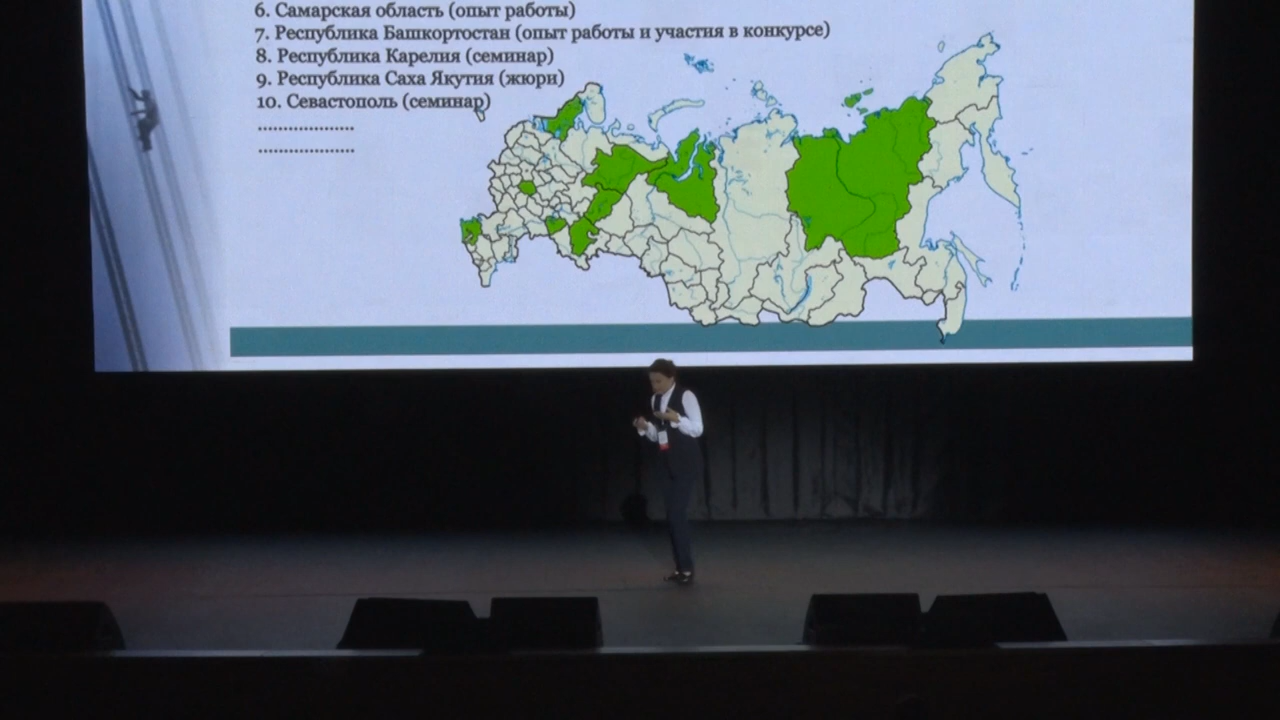 6. Самарская область (опыт работы)
7. Республика Башкортостан (опыт работы и участия в конкурсе)
8. Республика Карелия (семинар)
9. Республика Саха Якутия (жюри)
10. Севастополь (семинар)
...................
...................